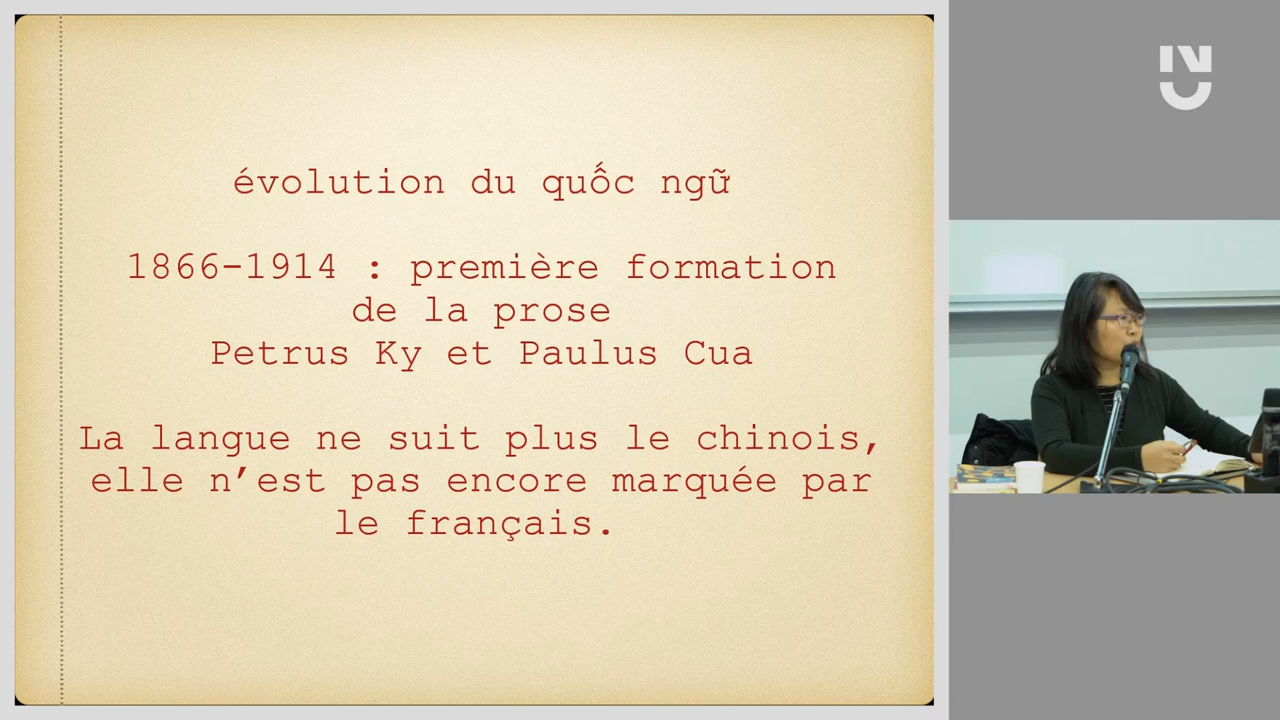 évolution du quốc ngữ
1866-1914 : première formation
de la prose
Petrus Ky et Paulus Cua
La langue ne suit plus le chinois,
elle n’est pas encore marquée par
le français.